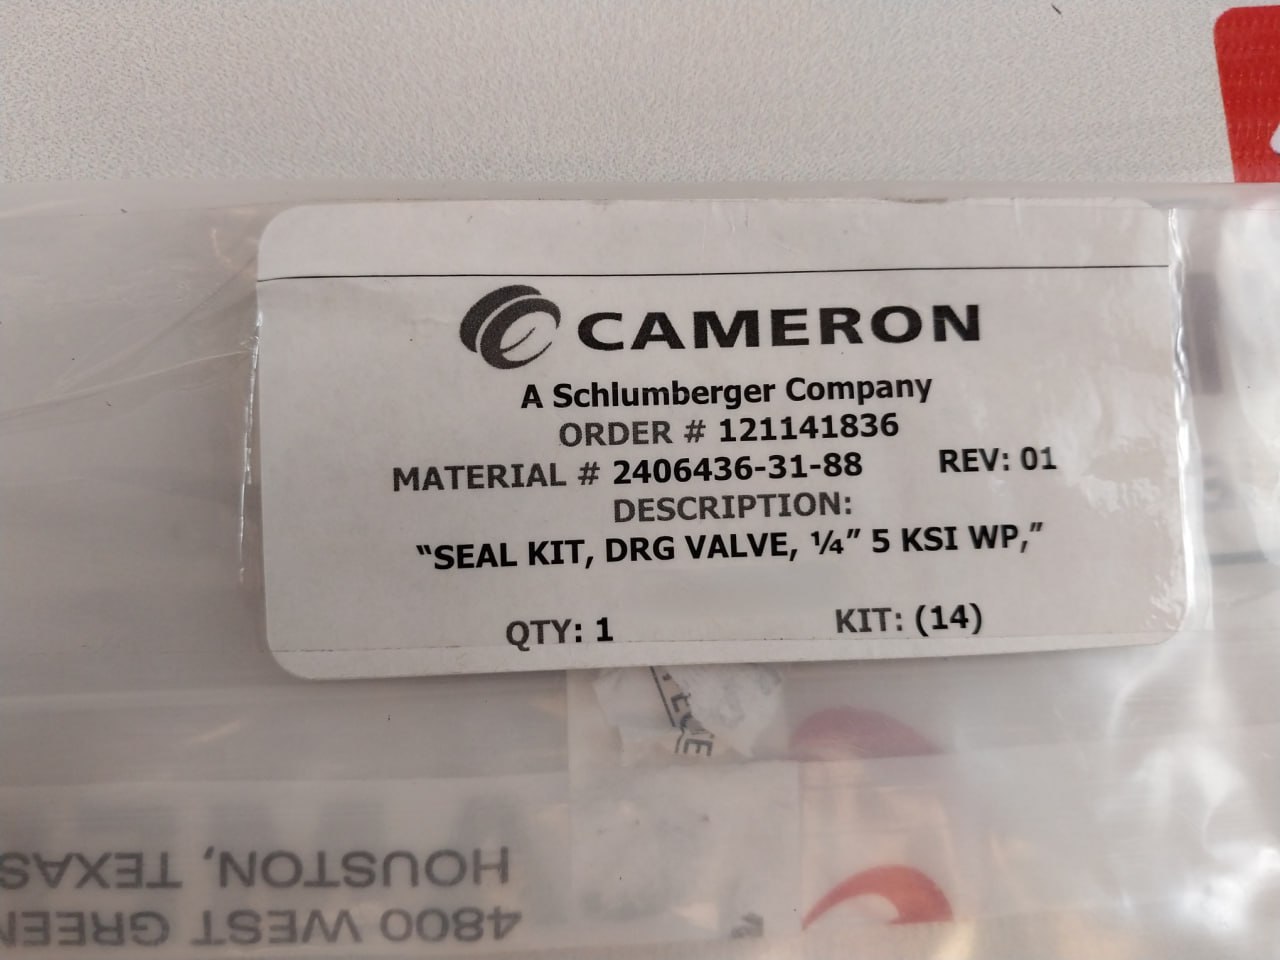 CAMERON
A Schlumberger Company
ORDER # 121141836
MATERIAL # 2406436-31-88 REV: 01
DESCRIPTION:
“SEAL KIT, DRG VALVE, ¼” 5 KSI WP,”
QTY: 1 KIT: (14)
4800 WEST
HOUSTON, TEXAS